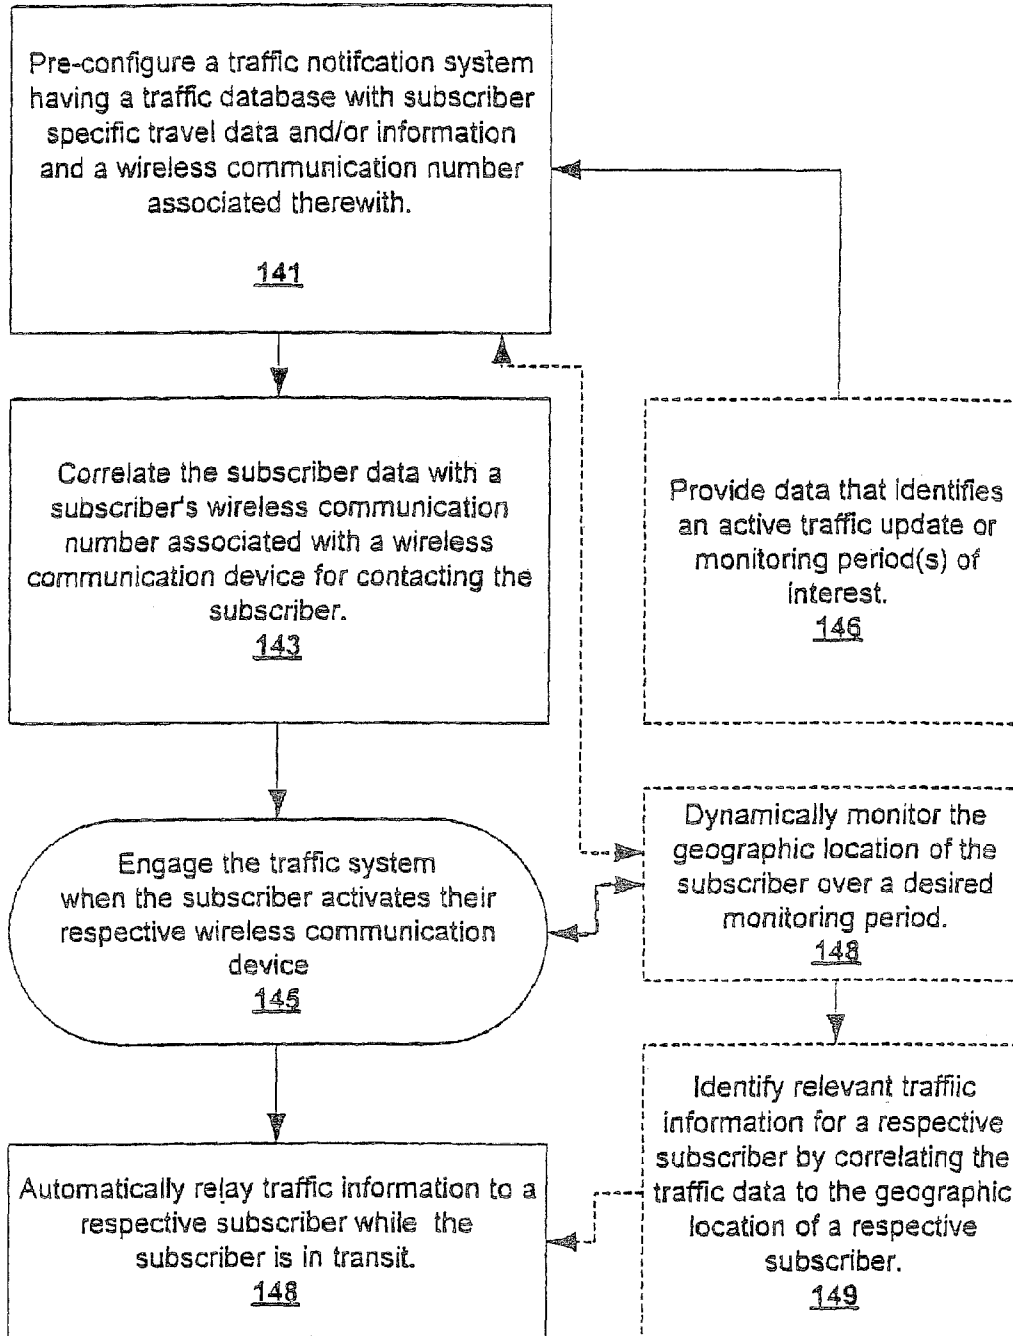 Pre-configure a traffic notifcation system
having a traffic database with subscriber
specific travel data and/or information
and a wireless communication number
associated therewith.
141
Correlate the subscriber data with a
subscriber's wireless communication
number associated with a wireless
communication device for contacting the
subscriber.
143
Provide data that identifies
an active traffic update or
monitoring period(s) of
interest.
146
Engage the traffic system
when the subscriber activates their
respective wireless communication
device
145
Dynamically monitor the
geographic location of the
subscriber over a desired
monitoring period.
148
Automatically relay traffic information to a
respective subscriber while the
subscriber is in transit.
148
Identify relevant traffiic
information for a respective
subscriber by correlating the
traffic data to the geographic
location of a respective
subscriber.
149